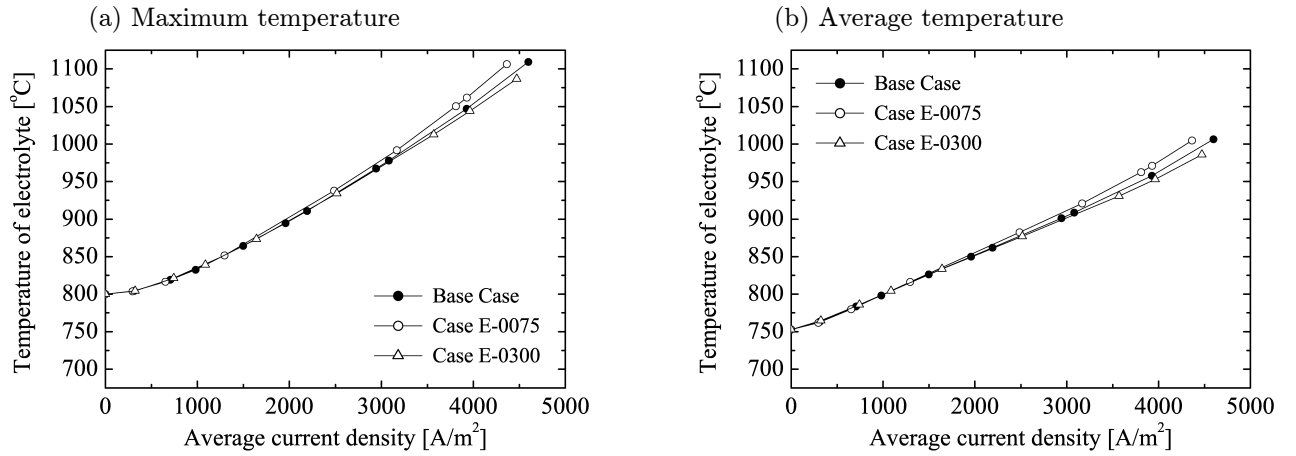 (a) Maximum temperature
Temperature of electrolyte [°C]
1100
1050
1000
950
900
850
800
750
700
Base Case
Case E-0075
Case E-0300
0 1000 2000 3000 4000 5000
Average current density [A/m²]
(b) Average temperature
Temperature of electrolyte [°C]
1100
1050
1000
950
900
850
800
750
700
Base Case
Case E-0075
Case E-0300
0 1000 2000 3000 4000 5000
Average current density [A/m²]